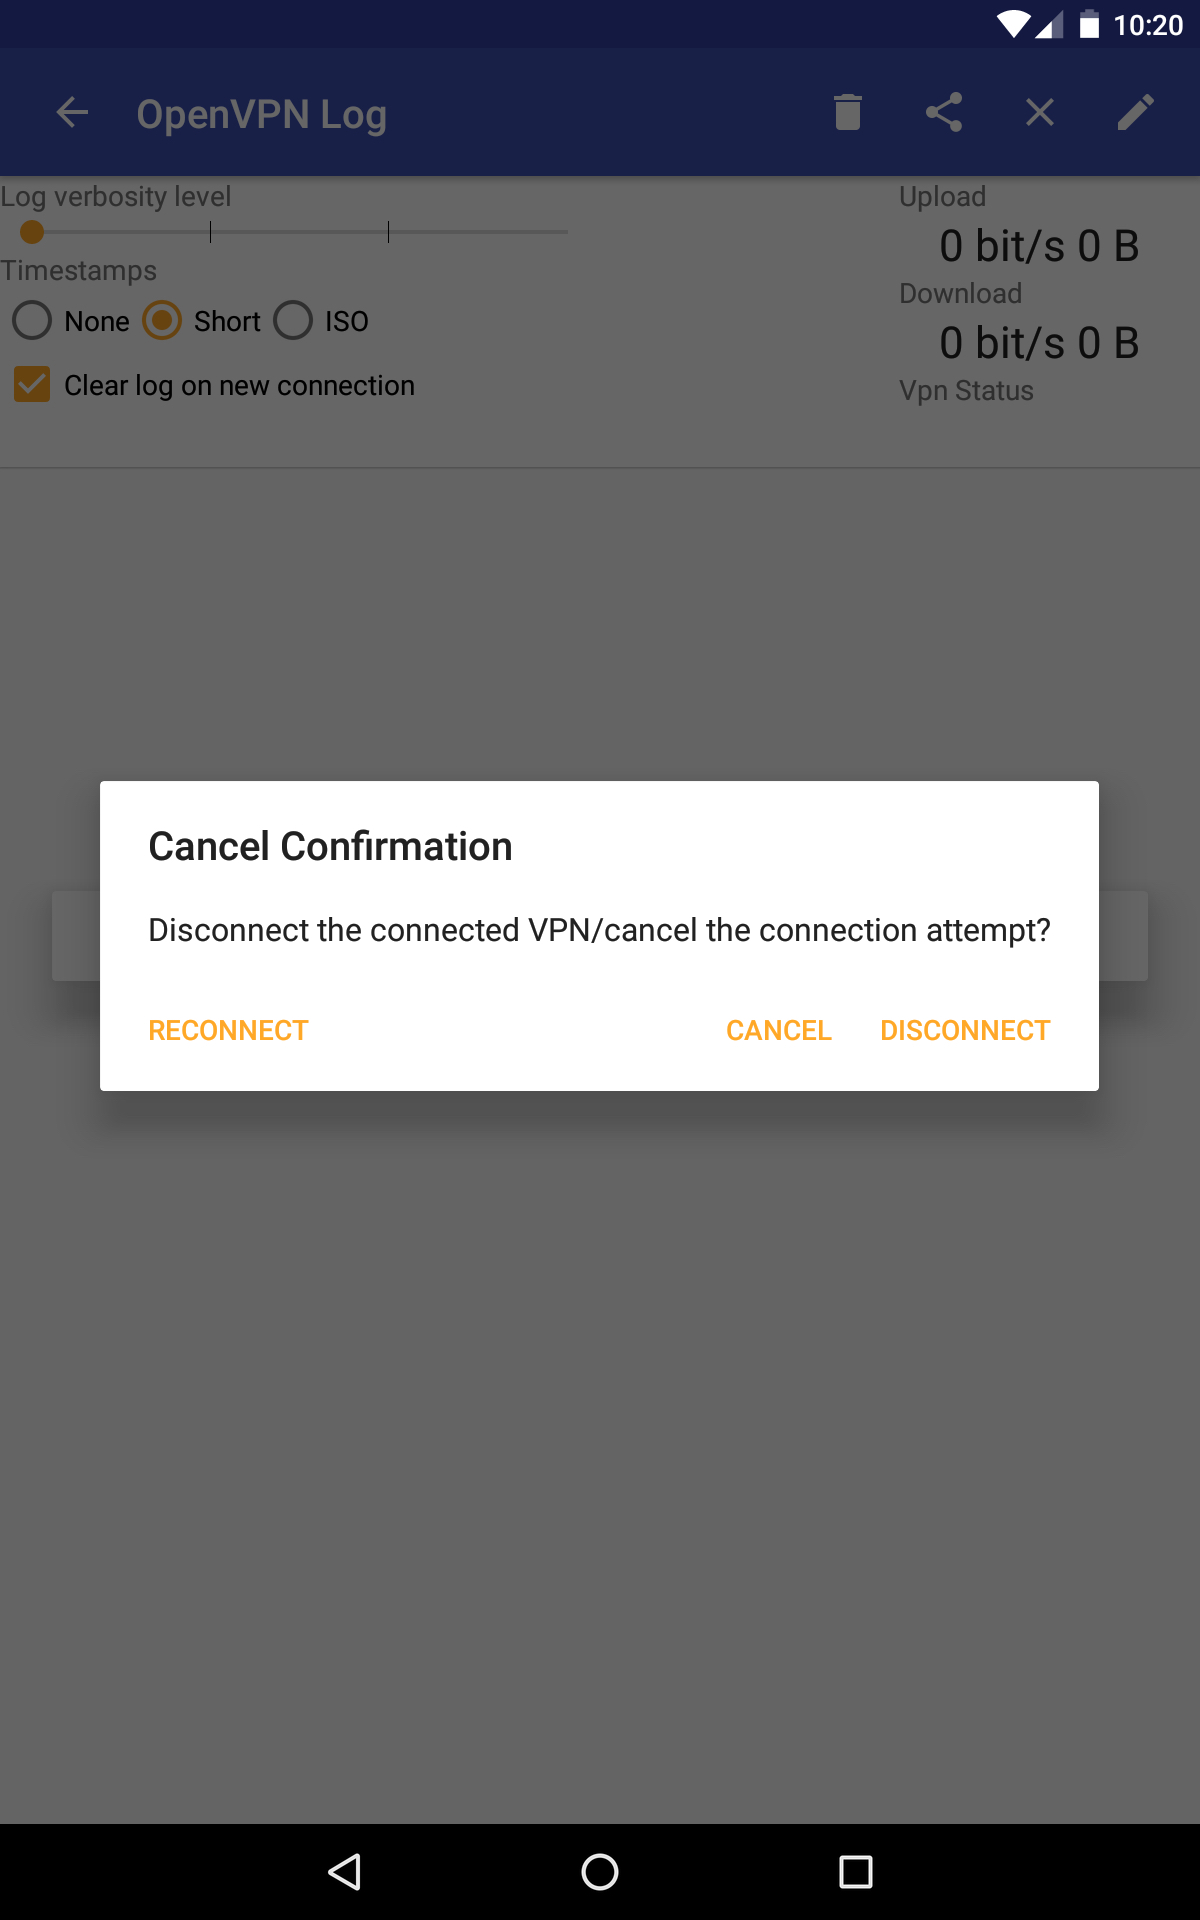 10:20
OpenVPN Log
Log verbosity level
Timestamps
None Short ISO
Clear log on new connection
Upload
0 bit/s 0 B
Download
0 bit/s 0 B
Vpn Status
Cancel Confirmation
Disconnect the connected VPN/cancel the connection attempt?
RECONNECT CANCEL DISCONNECT